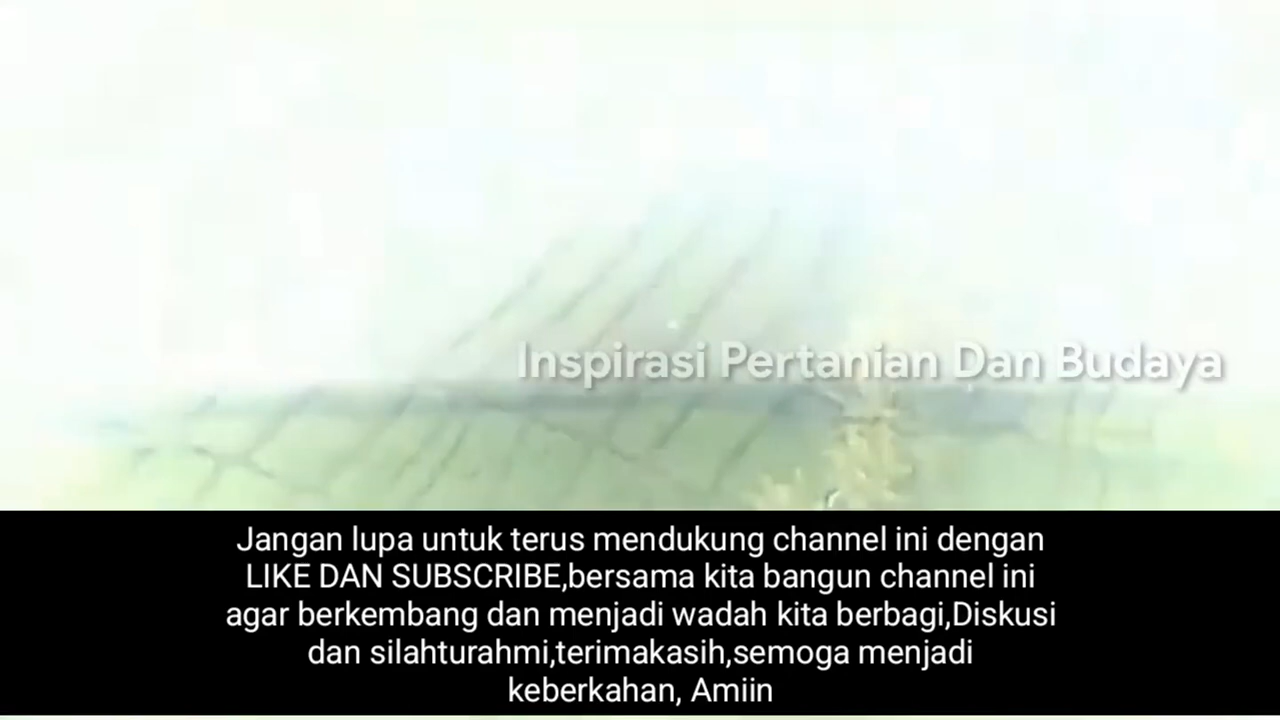 Inspirasi Pertanian Dan Budaya
Jangan lupa untuk terus mendukung channel ini dengan
LIKE DAN SUBSCRIBE,bersama kita bangun channel ini
agar berkembang dan menjadi wadah kita berbagi,Diskusi
dan silahturahmi,terimakasih,semoga menjadi
keberkahan, Amiin